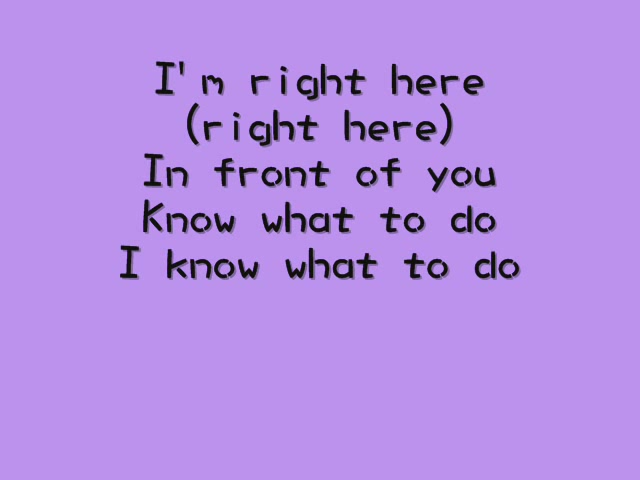 I'm right here
(right here)
In front of you
Know what to do
I know what to do